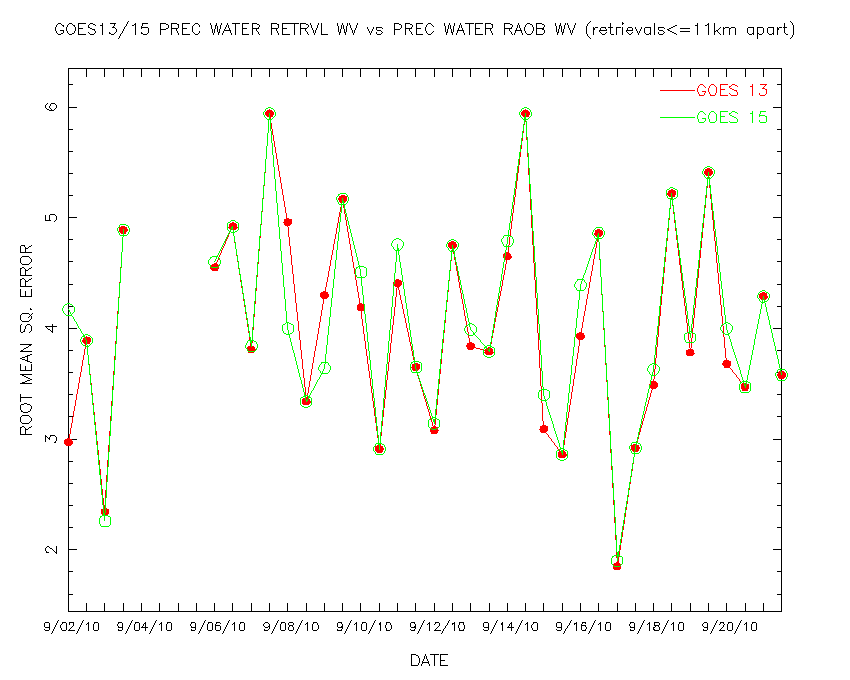 GOES13/15 PREC WATER RETRVL WV vs PREC WATER RAOB WV (retrievals<=11km apart)
GOES 13
GOES 15
6
5
4
3
2
ROOT MEAN SQ. ERROR
9/02/10 9/04/10 9/06/10 9/08/10 9/10/10 9/12/10 9/14/10 9/16/10 9/18/10 9/20/10
DATE